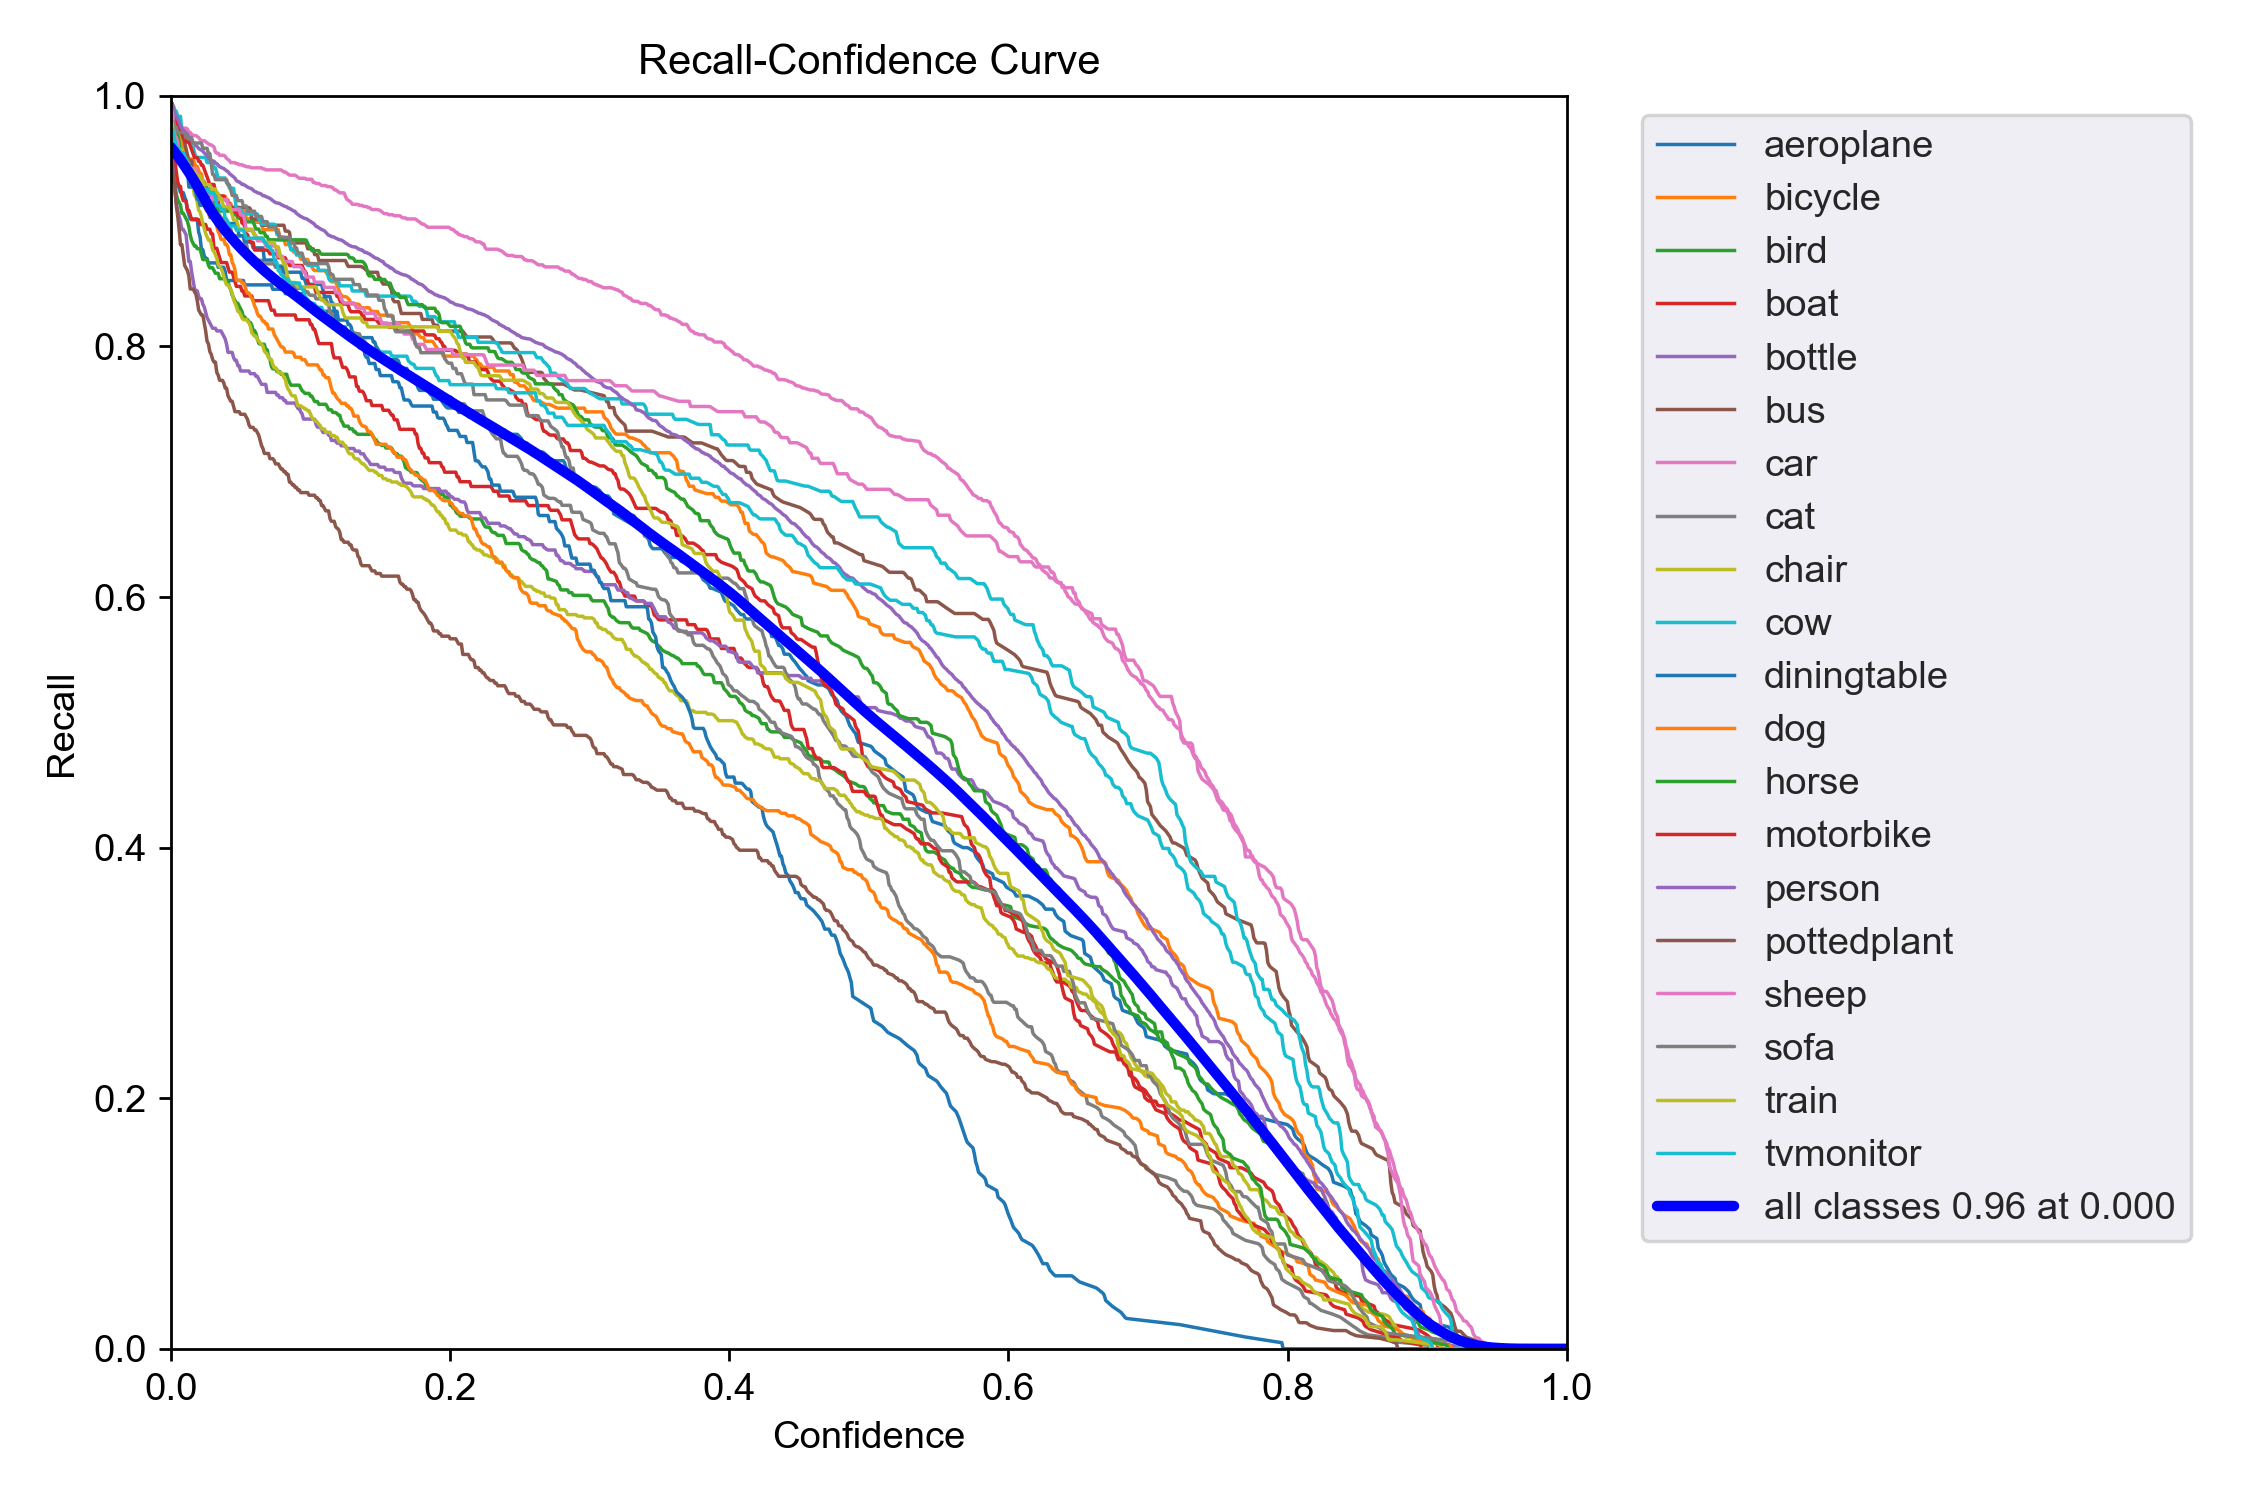 Recall-Confidence Curve
1.0
0.8
0.6
0.4
0.2
0.0
Recall
0.0 0.2 0.4 0.6 0.8 1.0
Confidence
aeroplane
bicycle
bird
boat
bottle
bus
car
cat
chair
cow
diningtable
dog
horse
motorbike
person
pottedplant
sheep
sofa
train
tvmonitor
all classes 0.96 at 0.000